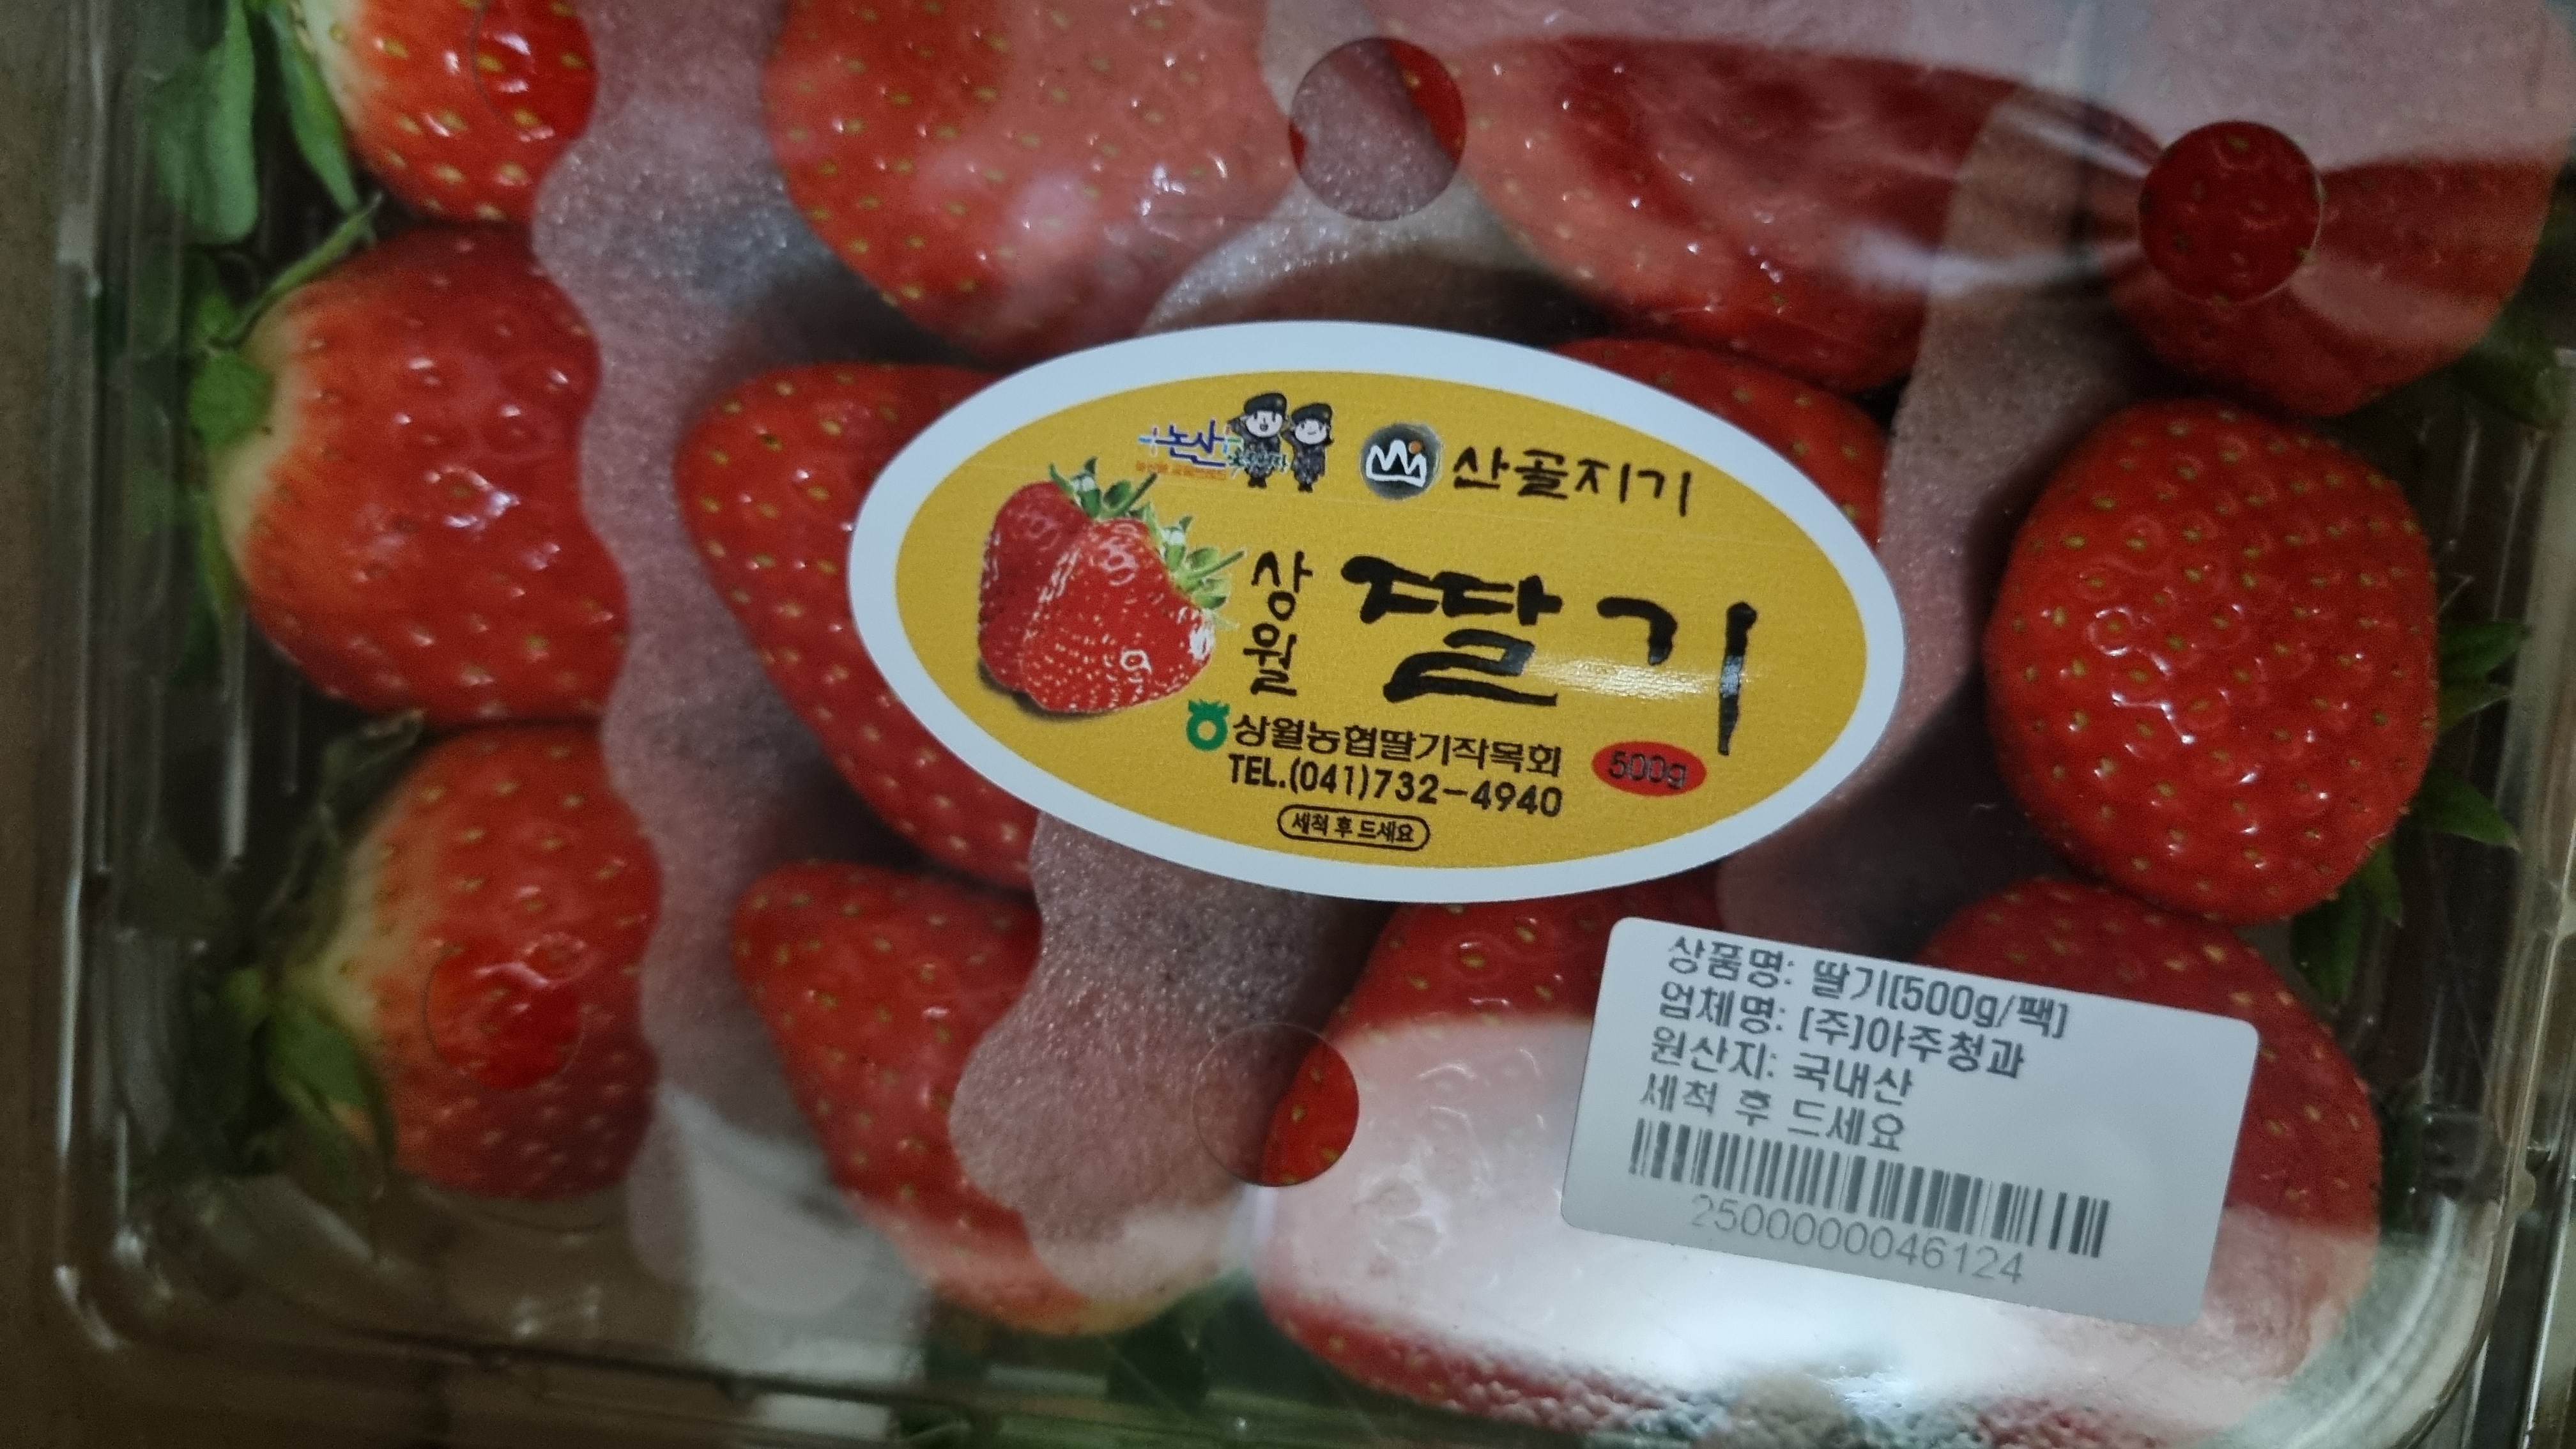 논산
산골지기
상월
딸기
상월농협딸기작목회
500g
TEL.(041)732-4940
세척 후 드세요
상품명: 딸기[500g/팩]
업체명: [주]아주청과
원산지: 국내산
세척 후 드세요
2500000046124